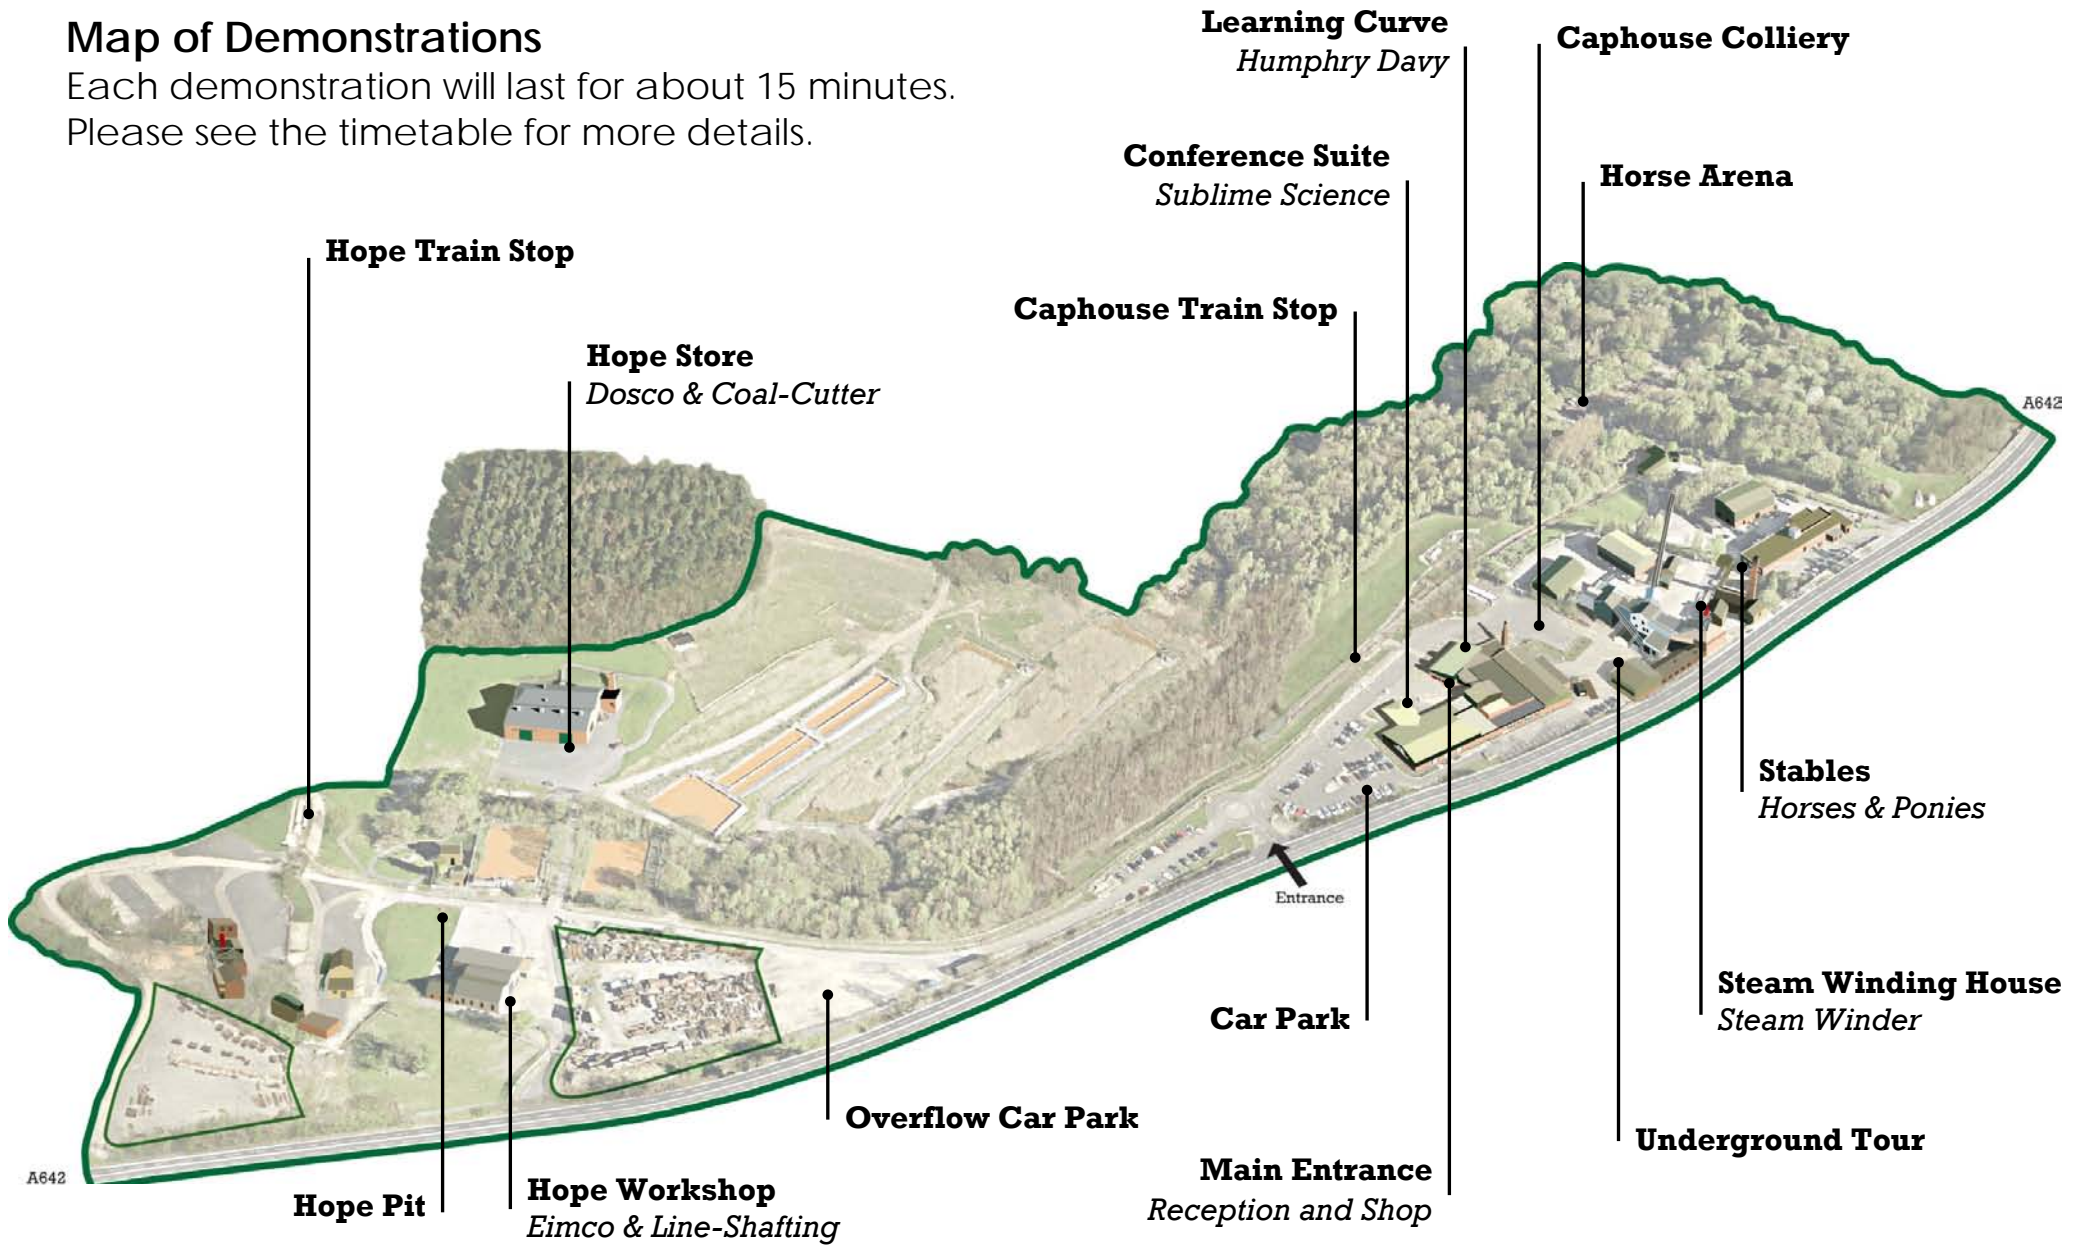 Map of Demonstrations
Each demonstration will last for about 15 minutes.
Please see the timetable for more details.
Learning Curve
Humphry Davy
Caphouse Colliery
Conference Suite
Sublime Science
Horse Arena
Hope Train Stop
Caphouse Train Stop
Hope Store
Dosco & Coal-Cutter
A642
Stables
Horses & Ponies
Entrance
Steam Winding House
Steam Winder
Car Park
Overflow Car Park
Underground Tour
Main Entrance
Reception and Shop
A642
Hope Pit
Hope Workshop
Eimco & Line-Shafting